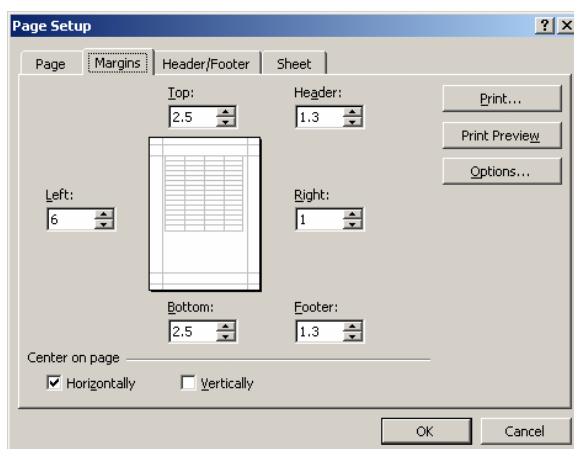 Page Setup
Page Margins Header/Footer Sheet
Top: Header:
2.5 1.3
Print...
Print Preview
Options...
Left: Right:
6 1
Bottom: Footer:
2.5 1.3
Center on page
Horizontally Vertically
OK Cancel